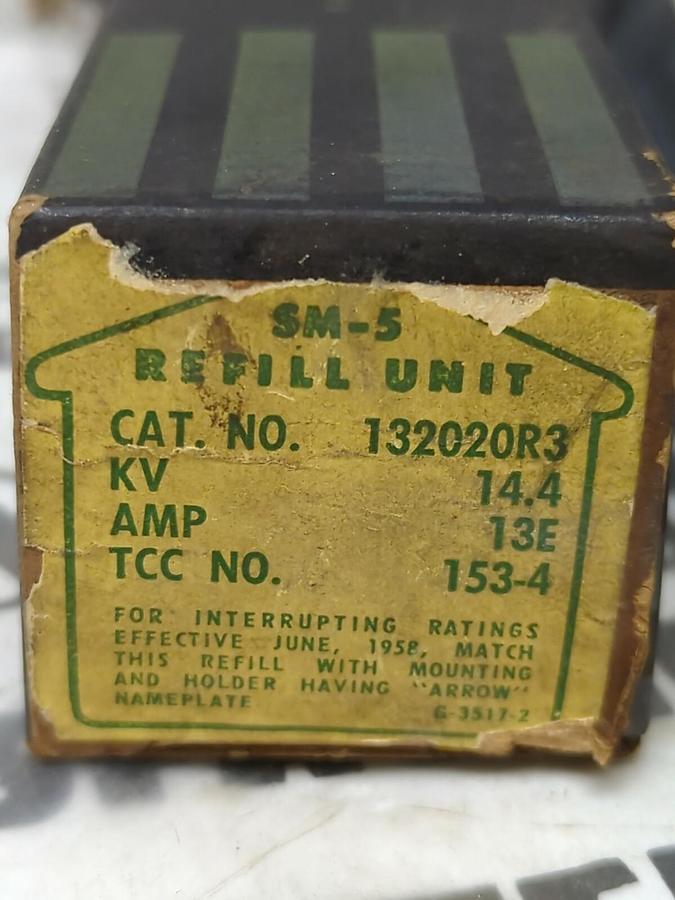 SM-5
REFILL UNIT
CAT. NO. 132020R3
KV 14.4
AMP 13E
TCC NO. 153-4
FOR INTERRUPTING RATINGS
EFFECTIVE JUNE, 1958, MATCH
THIS REFILL WITH MOUNTING
AND HOLDER HAVING "ARROW"
NAMEPLATE G-3517-2